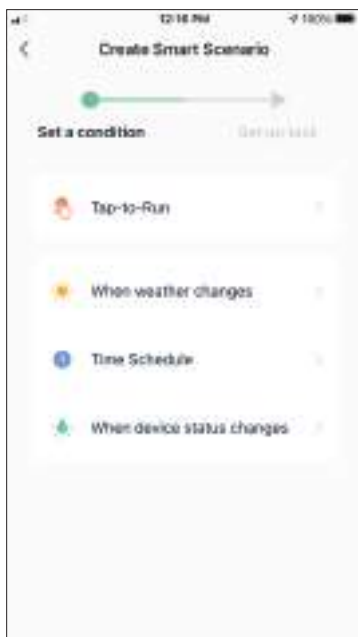 12:16 PM 100%
Create Smart Scenario
Set a condition
Tap-to-Run
When weather changes
Time Schedule
When device status changes